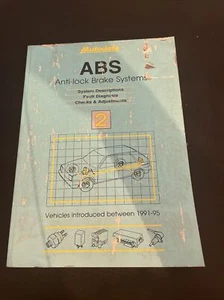 Autodata
ABS
Anti-lock Brake Systems
System Descriptions
Fault Diagnosis
Checks & Adjustments
2
Vehicles introduced between 1991-95